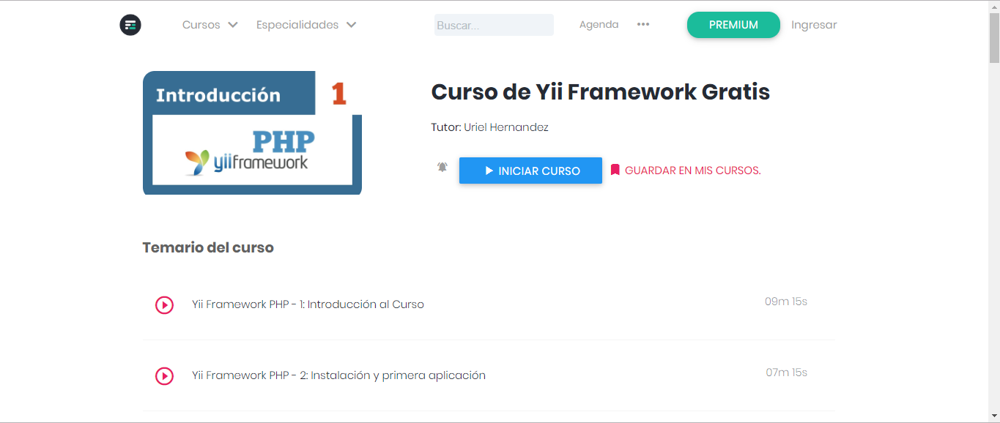 Cursos Especialidades Buscar... Agenda ••• PREMIUM Ingresar
Introducción 1
PHP
yiiframework
Curso de Yii Framework Gratis
Tutor: Uriel Hernandez
INICIAR CURSO GUARDAR EN MIS CURSOS.
Temario del curso
Yii Framework PHP - 1: Introducción al Curso 09m 15s
Yii Framework PHP - 2: Instalación y primera aplicación 07m 15s